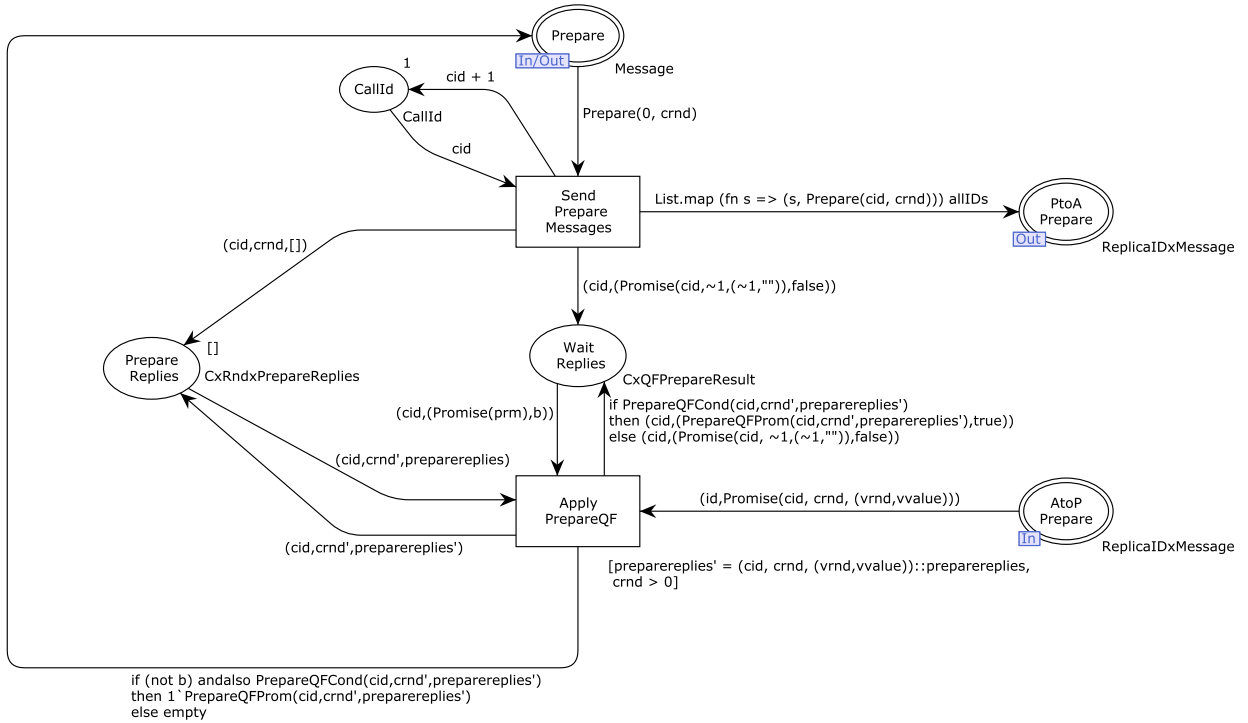 Prepare
In/Out
Message
1
CallId
CallId
cid + 1
cid
Prepare(0, crnd)
Send
Prepare
Messages
List.map (fn s => (s, Prepare(cid, crnd))) allIDs
PtoA
Prepare
Out
ReplicaIDxMessage
(cid,crnd,[])
(cid,(Promise(cid,~1,(~1,"")),false))
Prepare
Replies
[]
CxRndxPrepareReplies
Wait
Replies
CxQFPrepareResult
(cid,(Promise(prm),b))
if PrepareQFCond(cid,crnd',preparereplies')
then (cid,(PrepareQFProm(cid,crnd',preparereplies'),true))
else (cid,(Promise(cid, ~1,(~1,"")),false))
(cid,crnd',preparereplies)
Apply
PrepareQF
(id,Promise(cid, crnd, (vrnd,vvalue)))
AtoP
Prepare
In
ReplicaIDxMessage
(cid,crnd',preparereplies')
[preparereplies' = (cid, crnd, (vrnd,vvalue))::preparereplies,
crnd > 0]
if (not b) andalso PrepareQFCond(cid,crnd',preparereplies')
then 1`PrepareQFProm(cid,crnd',preparereplies')
else empty